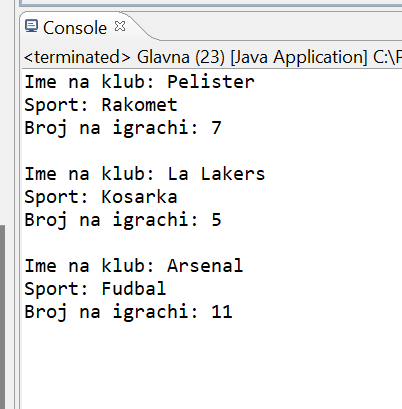 Console
<terminated> Glavna (23) [Java Application] C:\P
Ime na klub: Pelister
Sport: Rakomet
Broj na igrachi: 7
Ime na klub: La Lakers
Sport: Kosarka
Broj na igrachi: 5
Ime na klub: Arsenal
Sport: Fudbal
Broj na igrachi: 11